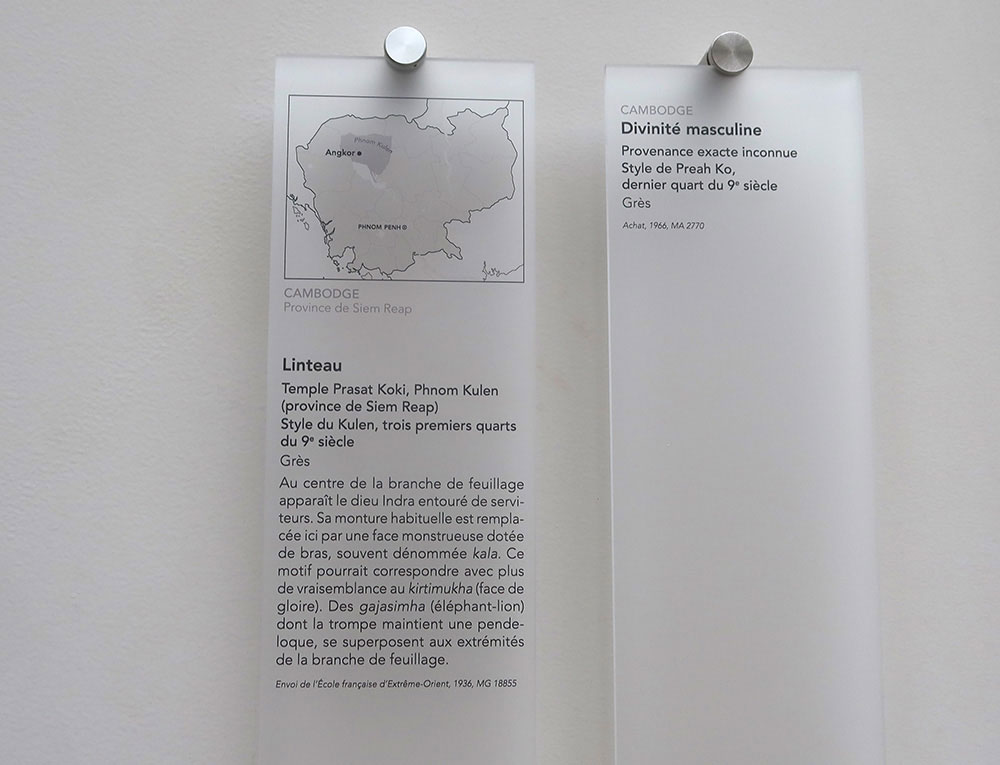 Phnom Kulen
Angkor
PHNOM PENH
CAMBODGE
Province de Siem Reap
Linteau
Temple Prasat Koki, Phnom Kulen
(province de Siem Reap)
Style du Kulen, trois premiers quarts
du 9e siècle
Grès
Au centre de la branche de feuillage
apparaît le dieu Indra entouré de servi-
teurs. Sa monture habituelle est rempla-
cée ici par une face monstrueuse dotée
de bras, souvent dénommée kala. Ce
motif pourrait correspondre avec plus
de vraisemblance au kirtimukha (face de
gloire). Des gajasimha (éléphant-lion)
dont la trompe maintient une pende-
loque, se superposent aux extrémités
de la branche de feuillage.
Envoi de l'École française d'Extrême-Orient, 1936, MG 18855
CAMBODGE
Divinité masculine
Provenance exacte inconnue
Style de Preah Ko,
dernier quart du 9e siècle
Grès
Achat, 1966, MA 2770